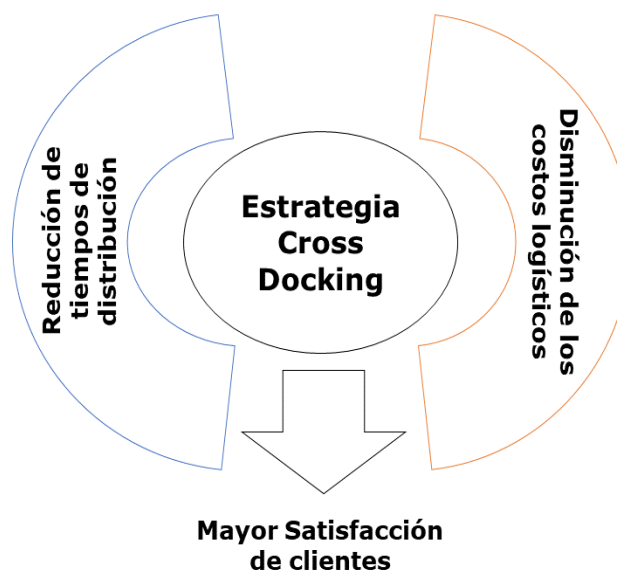 Reducción de
tiempos de
distribución
Estrategia
Cross
Docking
Disminución de los
costos logísticos
Mayor Satisfacción
de clientes